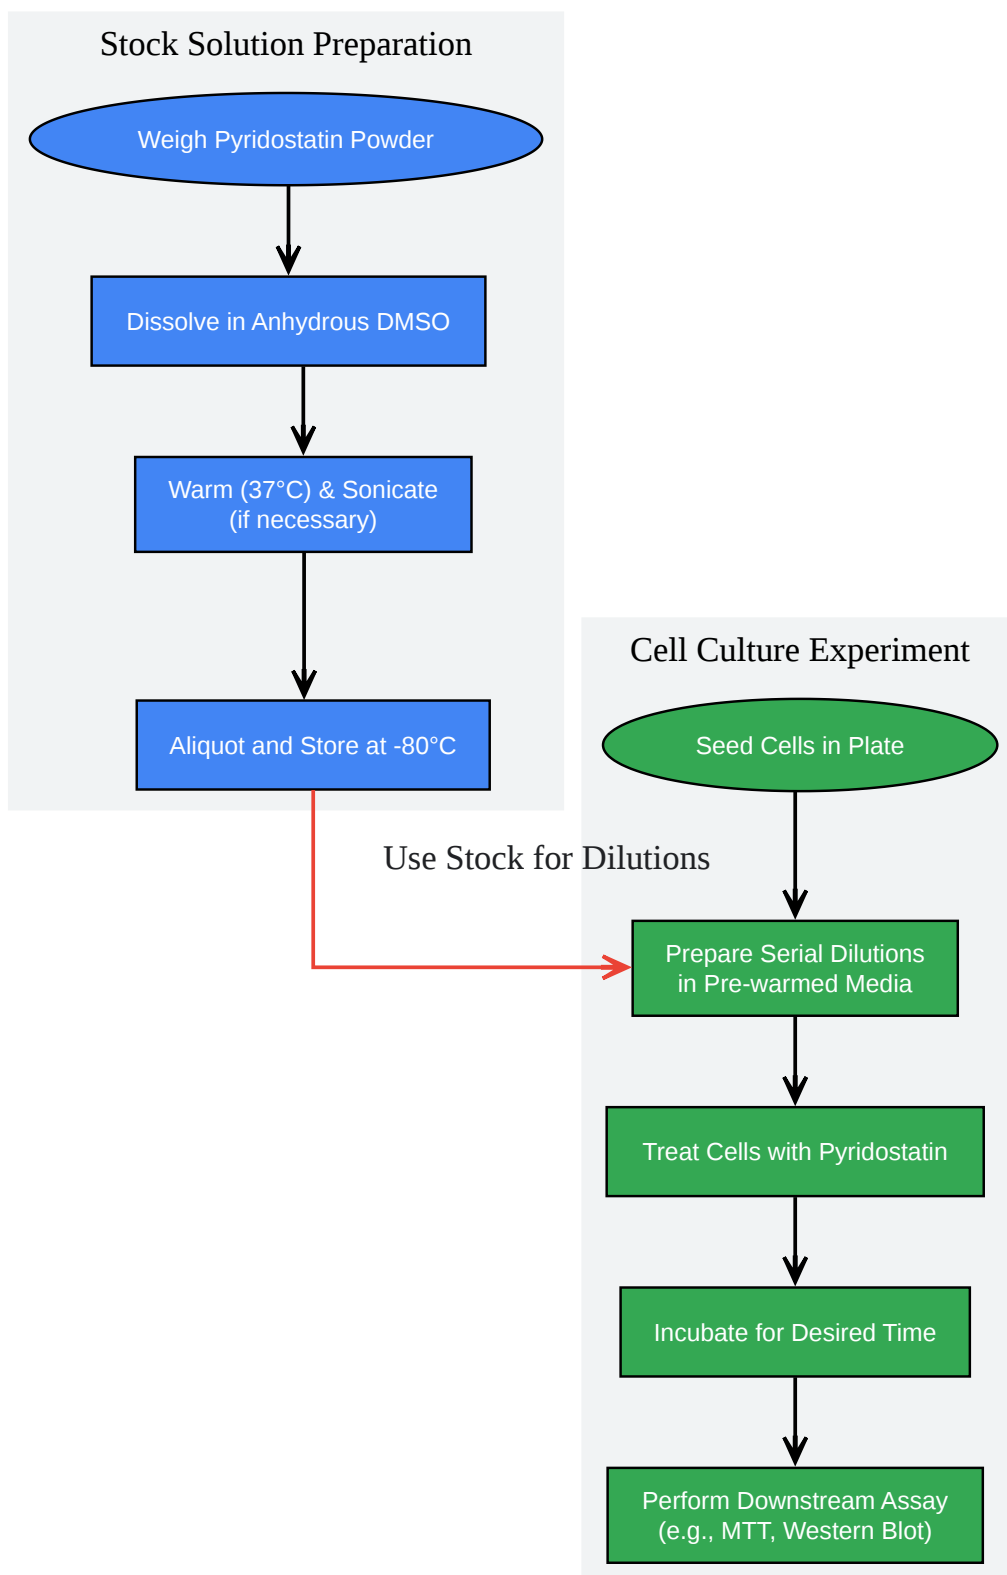 Stock Solution Preparation
Weigh Pyridostatin Powder
Dissolve in Anhydrous DMSO
Warm (37°C) & Sonicate
(if necessary)
Aliquot and Store at -80°C
Use Stock for Dilutions
Cell Culture Experiment
Seed Cells in Plate
Prepare Serial Dilutions
in Pre-warmed Media
Treat Cells with Pyridostatin
Incubate for Desired Time
Perform Downstream Assay
(e.g., MTT, Western Blot)